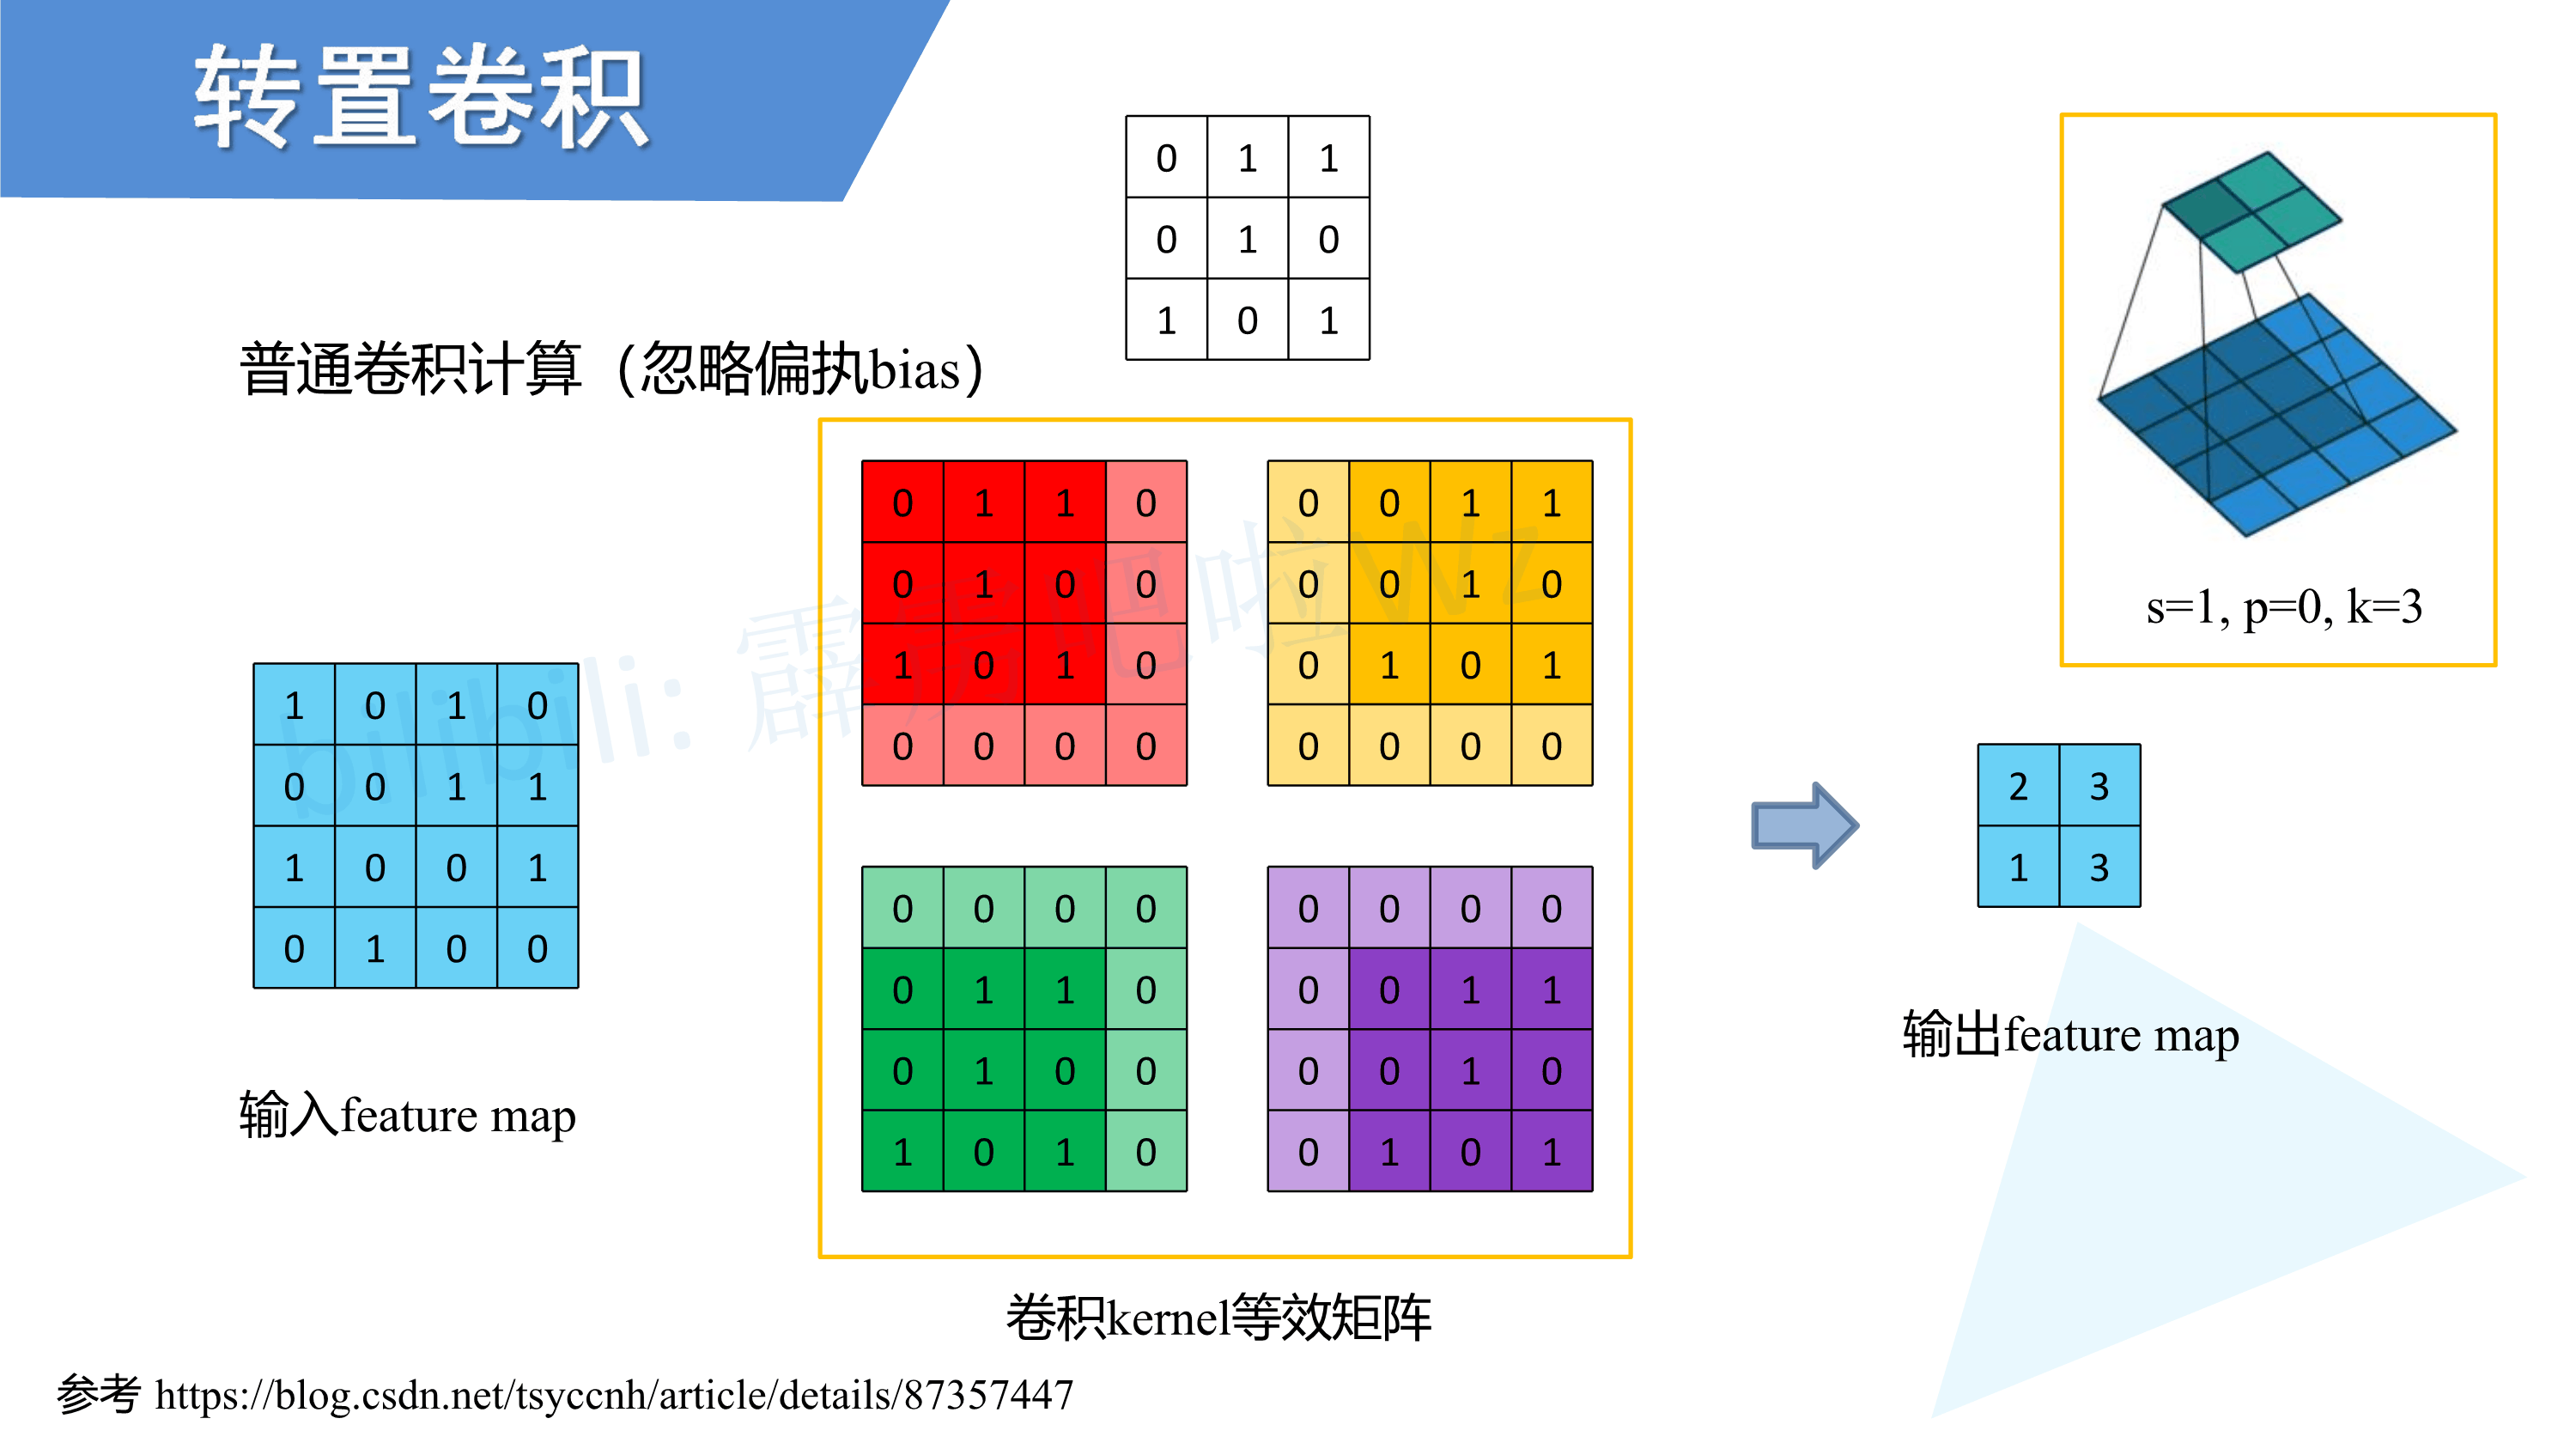 转置卷积
0 1 1
0 1 0
1 0 1
普通卷积计算（忽略偏执bias）
s=1, p=0, k=3
0 1 1 0
0 1 0 0
1 0 1 0
0 0 0 0
0 0 1 1
0 0 1 0
0 1 0 1
0 0 0 0
1 0 1 0
0 0 1 1
1 0 0 1
0 1 0 0
输入feature map
0 0 0 0
0 1 1 0
0 1 0 0
1 0 1 0
0 0 0 0
0 0 1 1
0 0 1 0
0 1 0 1
2 3
1 3
输出feature map
卷积kernel等效矩阵
参考 https://blog.csdn.net/tsyccnh/article/details/87357447
bilibili: 霹雳吧啦Wz